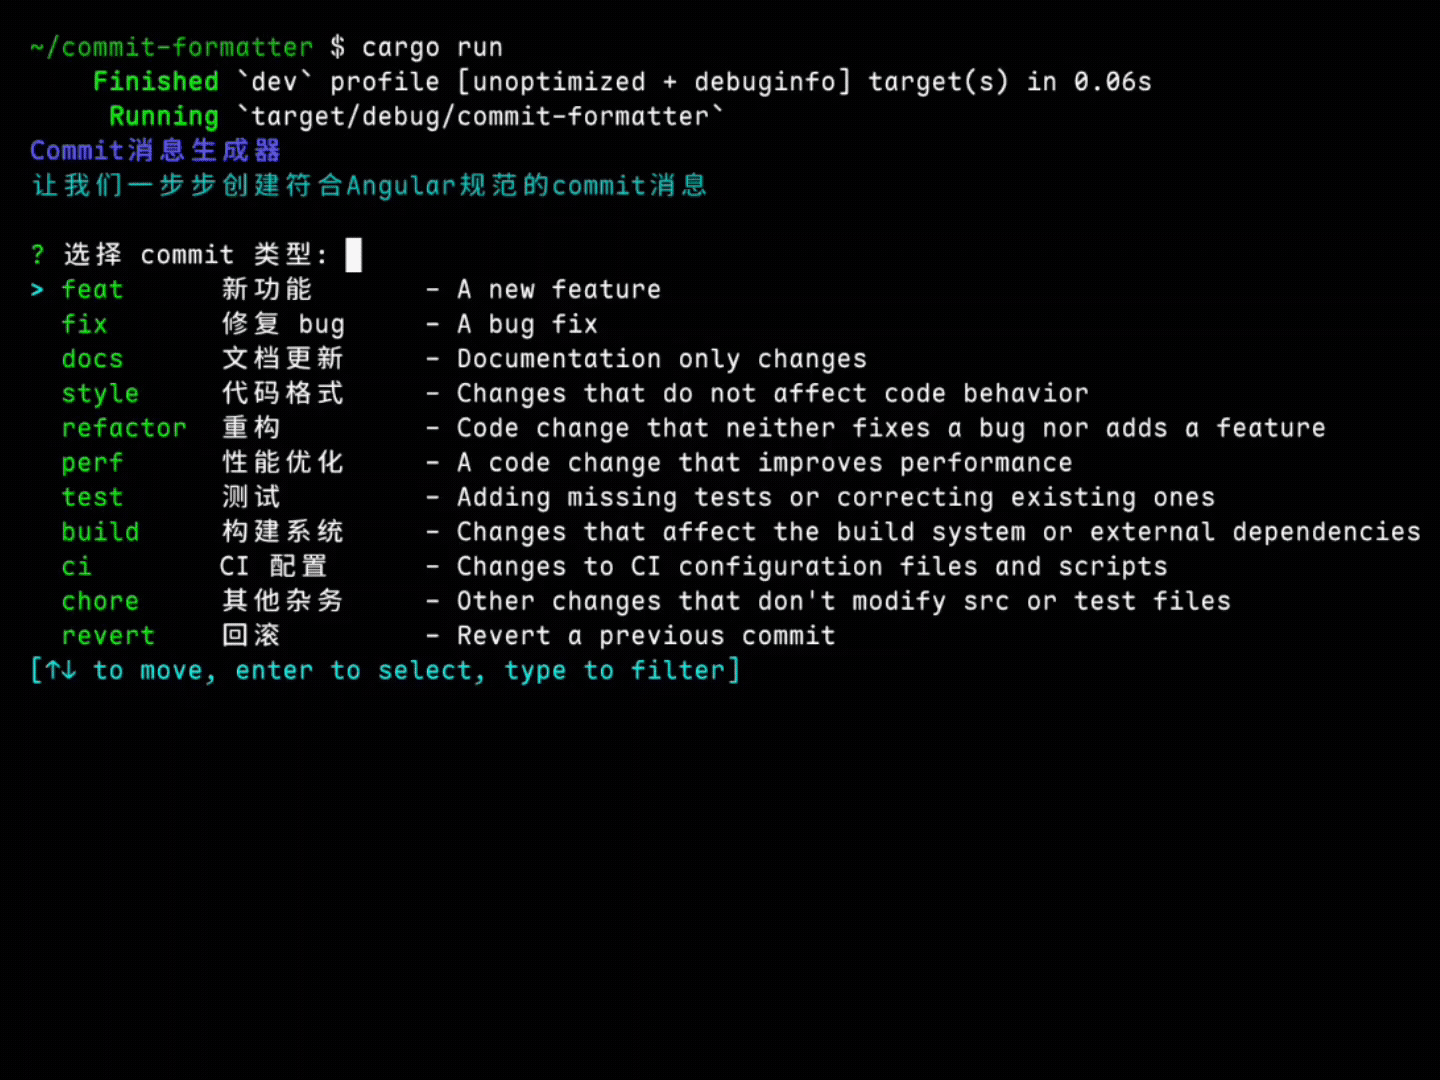 ~/commit-formatter $ cargo run
Finished `dev` profile [unoptimized + debuginfo] target(s) in 0.06s
Running `target/debug/commit-formatter`
Commit消息生成器
让我们一步步创建符合Angular规范的commit消息
? 选择 commit 类型:
> feat 新功能 - A new feature
fix 修复 bug - A bug fix
docs 文档更新 - Documentation only changes
style 代码格式 - Changes that do not affect code behavior
refactor 重构 - Code change that neither fixes a bug nor adds a feature
perf 性能优化 - A code change that improves performance
test 测试 - Adding missing tests or correcting existing ones
build 构建系统 - Changes that affect the build system or external dependencies
ci CI 配置 - Changes to CI configuration files and scripts
chore 其他杂务 - Other changes that don't modify src or test files
revert 回滚 - Revert a previous commit
[↑↓ to move, enter to select, type to filter]